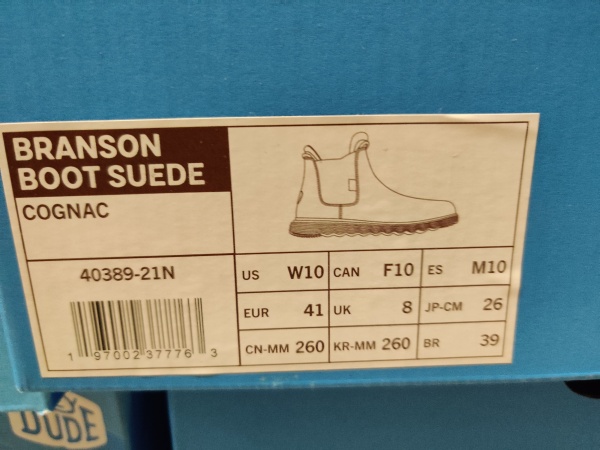 BRANSON
BOOT SUEDE
COGNAC
40389-21N
1 97002 37776 3
US W10 CAN F10 ES M10
EUR 41 UK 8 JP-CM 26
CN-MM 260 KR-MM 260 BR 39
DUDE